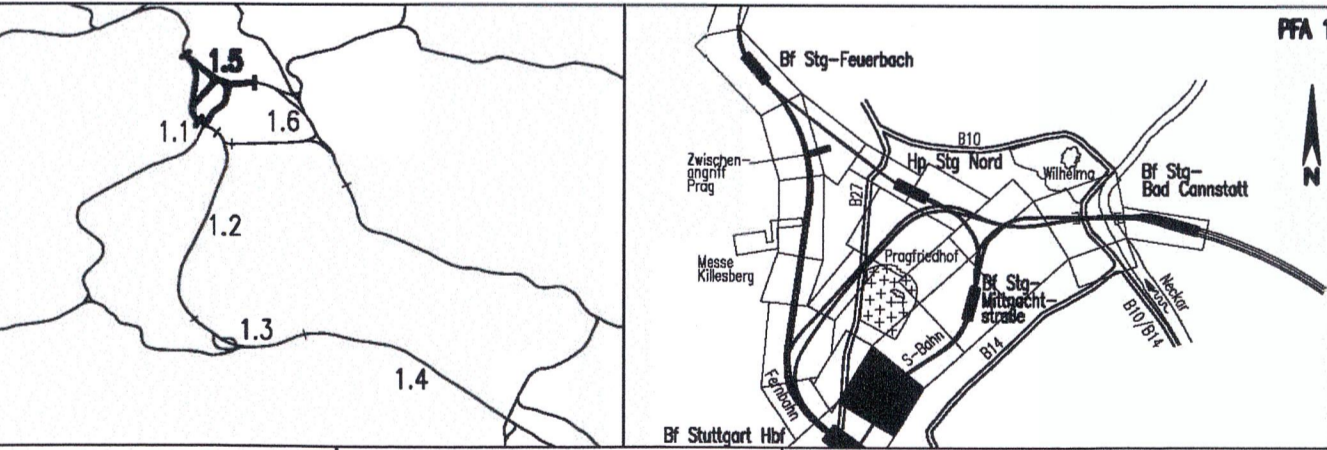 1.5
1.1
1.6
1.2
1.3
1.4
PFA 1
Bf Stg-Feuerbach
N
Zwischen-
angriff
Prag
B10
Hp Stg Nord
Wilhelma
Bf Stg-
Bad Cannstatt
B27
Messe
Killesberg
Pragfriedhof
Bf Stg-
Mittnacht-
straße
Neckar
B10/B14
S-Bahn
B14
Fernbahn
Bf Stuttgart Hbf